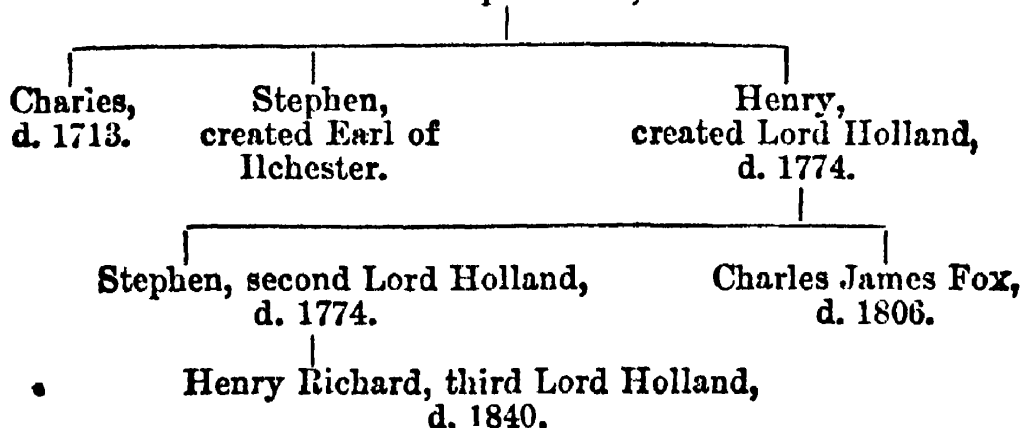 Charles,
d. 1713.
Stephen,
created Earl of
Ilchester.
Henry,
created Lord Holland,
d. 1774.
Stephen, second Lord Holland,
d. 1774.
Charles James Fox,
d. 1806.
Henry Richard, third Lord Holland,
d. 1840.